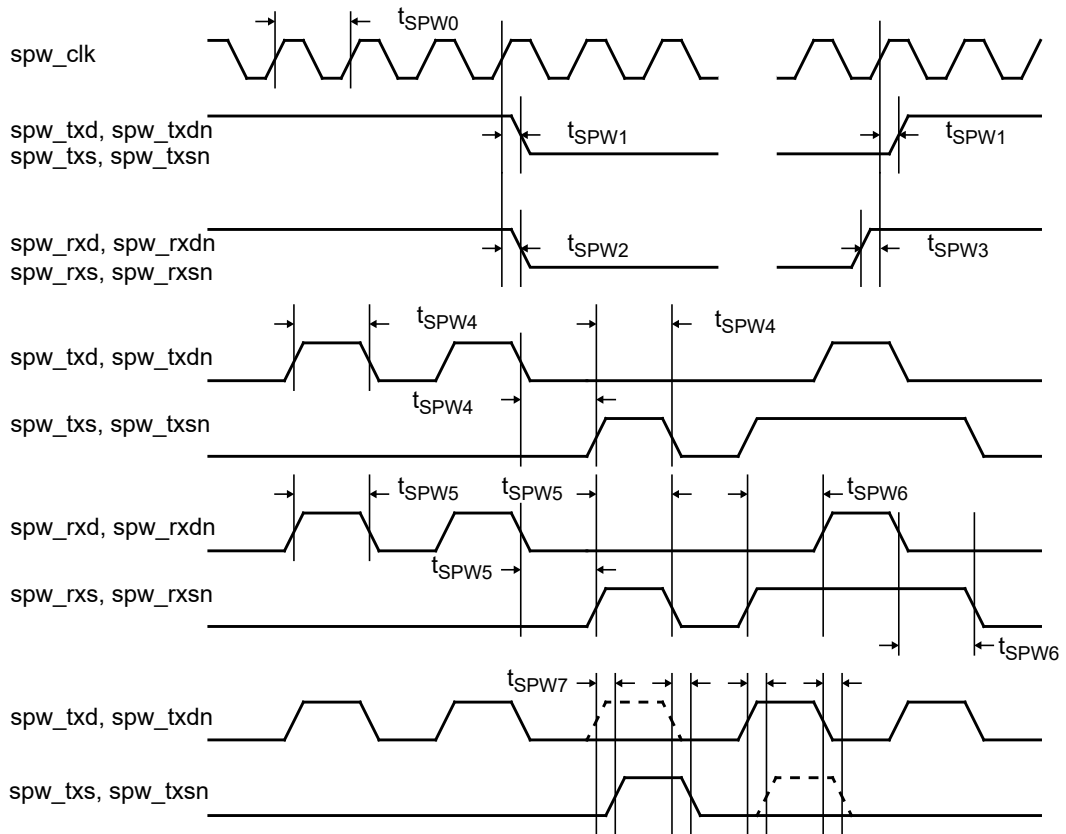 tSPW0
spw_clk
spw_txd, spw_txdn
tSPW1 tSPW1
spw_txs, spw_txsn
spw_rxd, spw_rxdn
tSPW2 tSPW3
spw_rxs, spw_rxsn
tSPW4 tSPW4
spw_txd, spw_txdn
tSPW4
spw_txs, spw_txsn
tSPW5 tSPW5 tSPW6
spw_rxd, spw_rxdn
tSPW5
spw_rxs, spw_rxsn
tSPW6
tSPW7
spw_txd, spw_txdn
spw_txs, spw_txsn